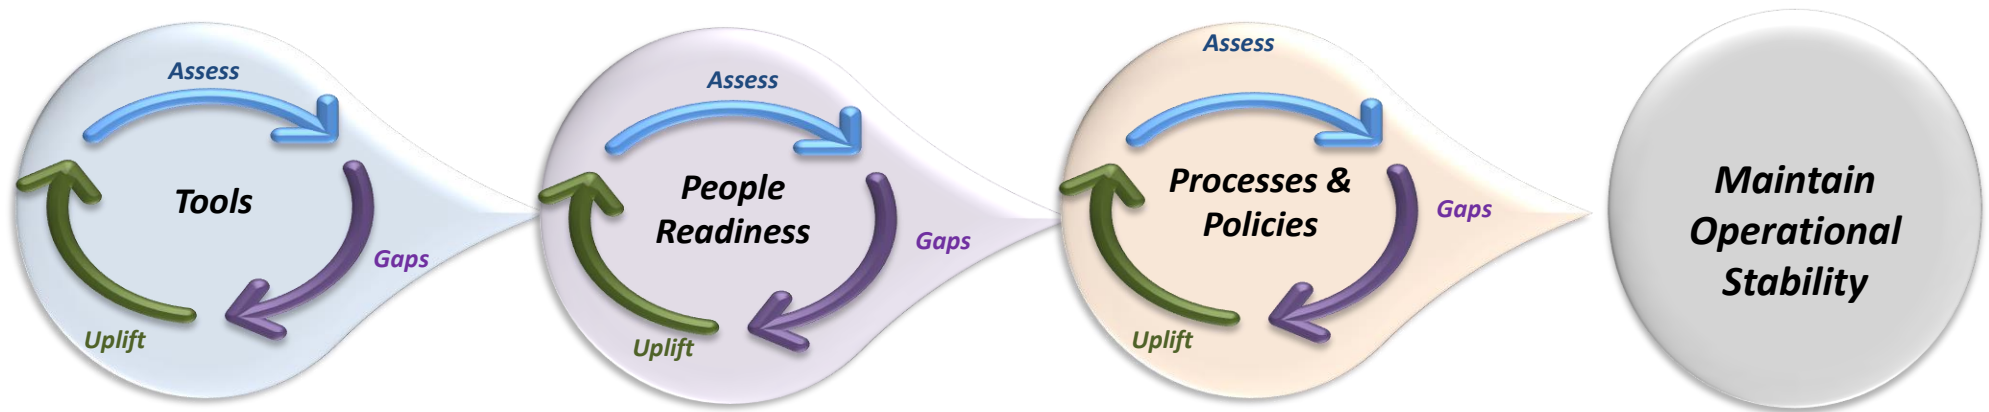 Assess
Tools
Gaps
Uplift
Assess
People
Readiness
Gaps
Uplift
Assess
Processes &
Policies
Gaps
Uplift
Maintain
Operational
Stability